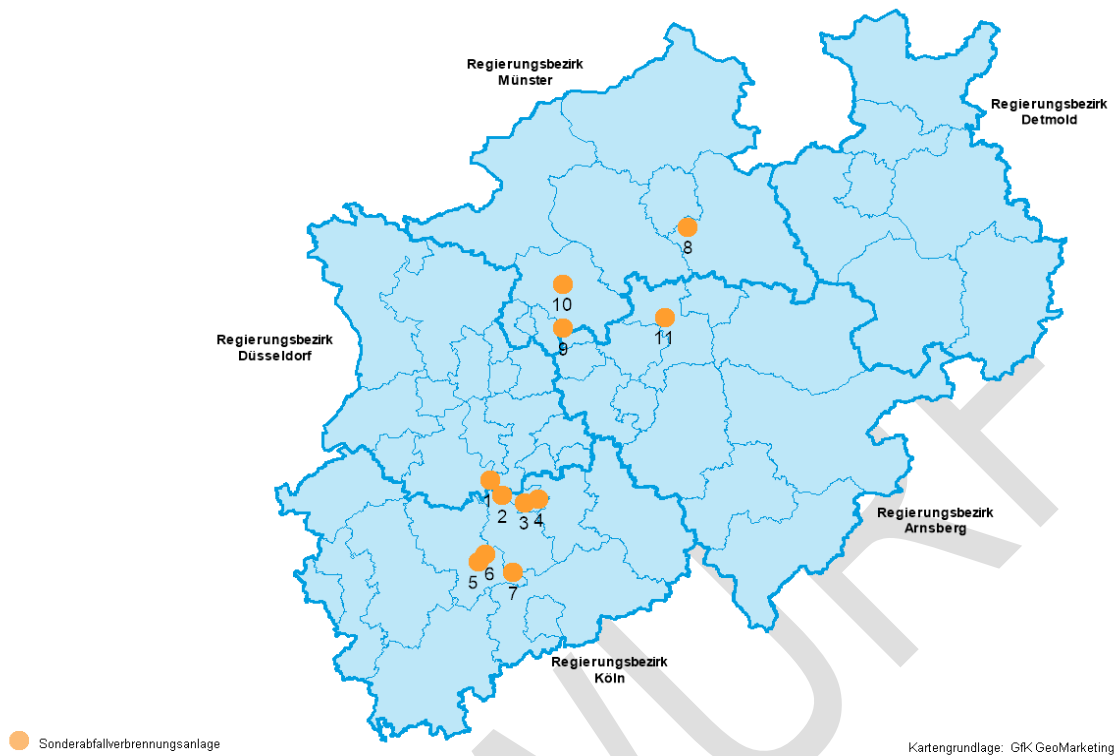 Regierungsbezirk
Münster
Regierungsbezirk
Detmold
8
10
9
11
Regierungsbezirk
Düsseldorf
1
2
3
4
Regierungsbezirk
Arnsberg
5
6
7
Regierungsbezirk
Köln
Sonderabfallverbrennungsanlage
Kartengrundlage: GfK GeoMarketing